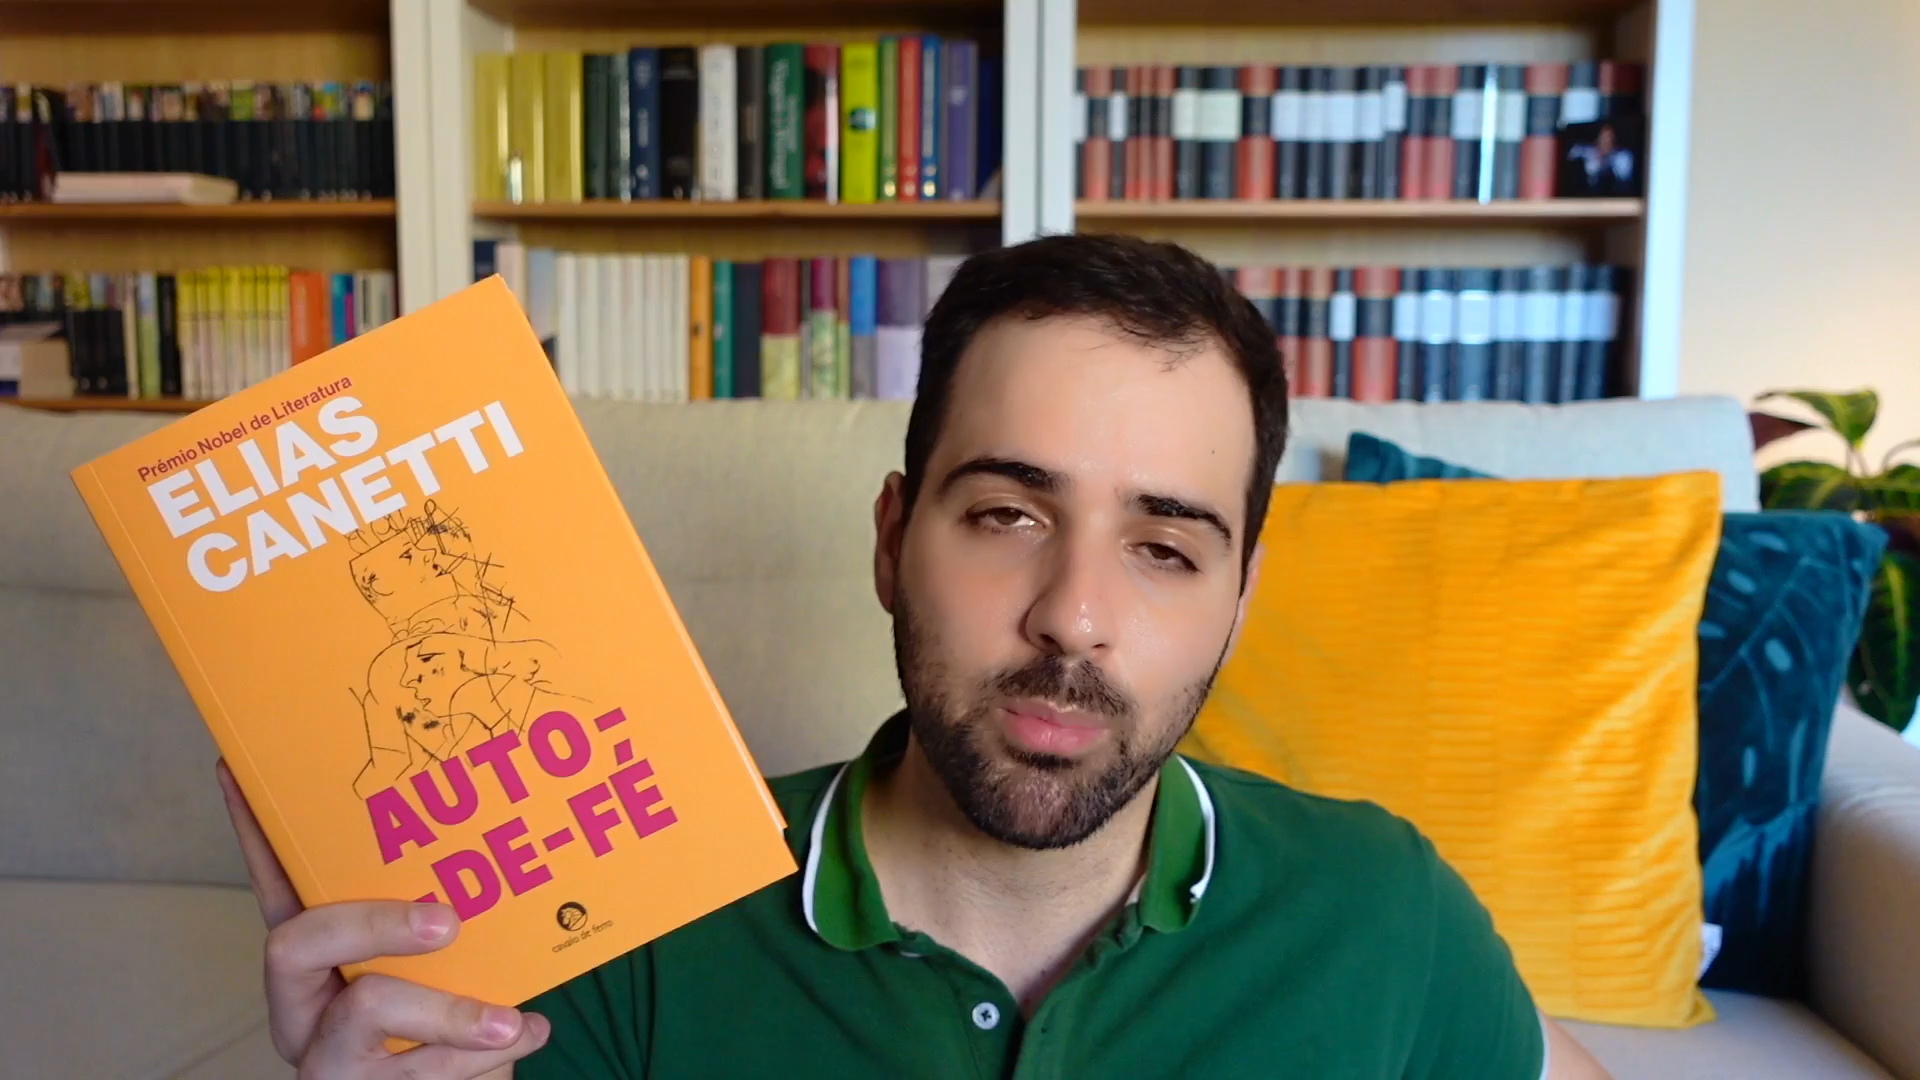 Prémio Nobel de Literatura
ELIAS
CANETTI
AUTO-
-DE-FÉ
cavalo de ferro